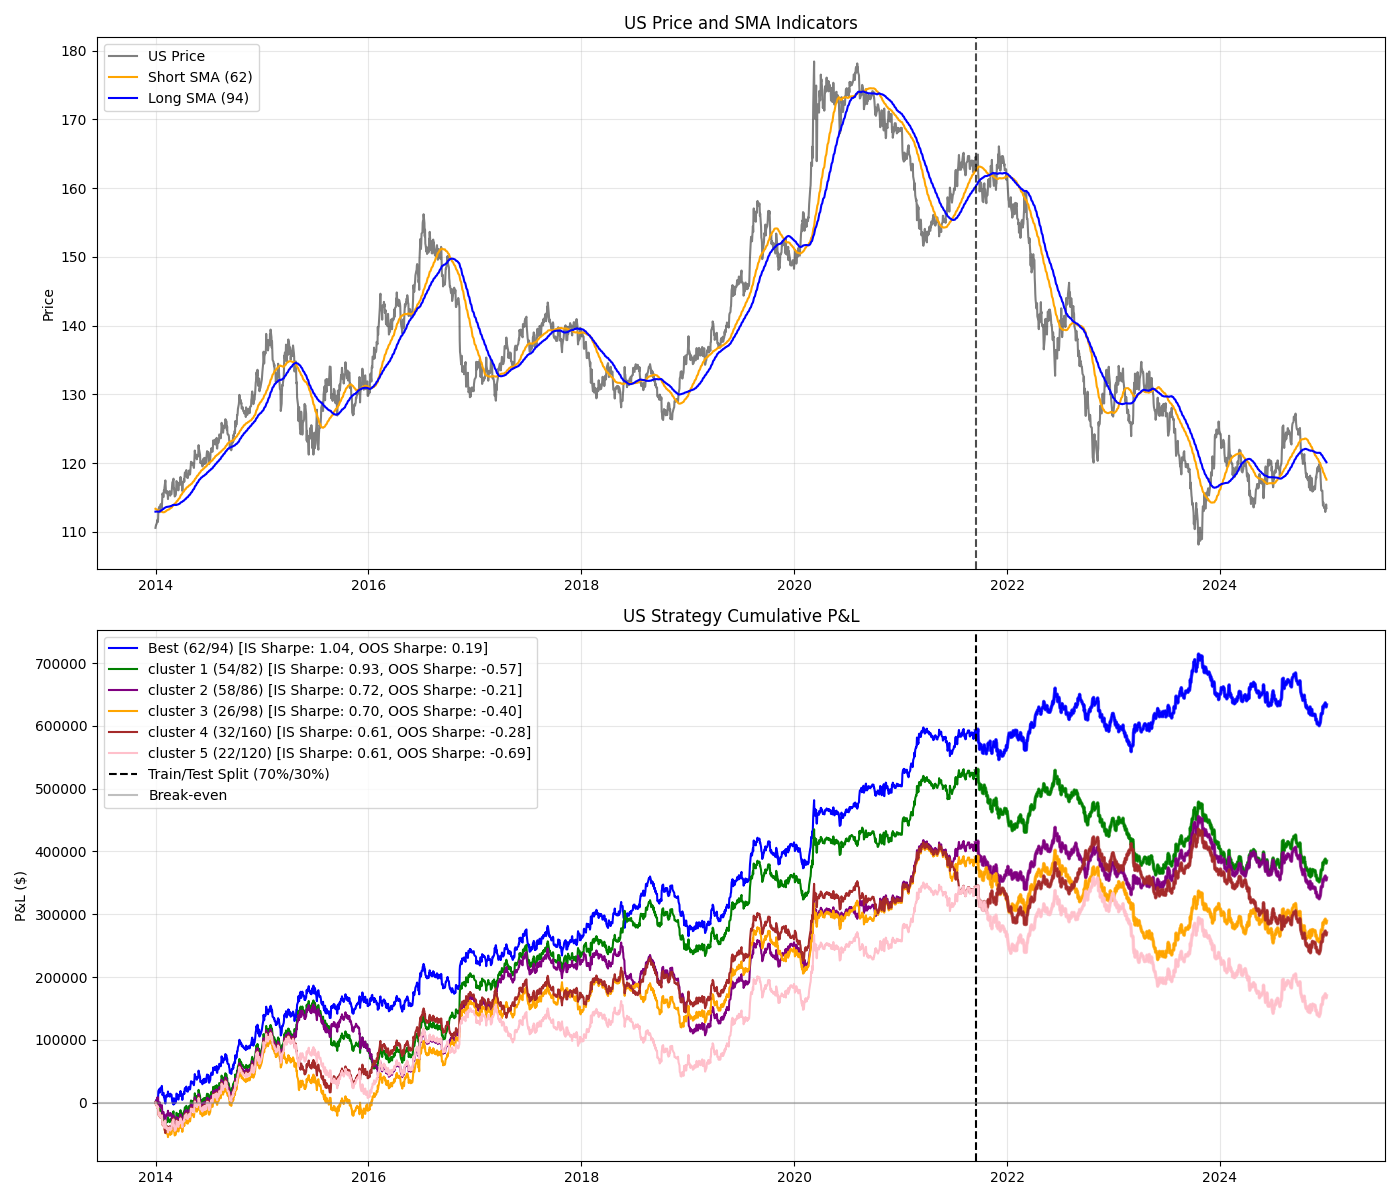 US Price and SMA Indicators
US Price
Short SMA (62)
Long SMA (94)
Price
180
170
160
150
140
130
120
110
2014
2016
2018
2020
2022
2024
US Strategy Cumulative P&L
Best (62/94) [IS Sharpe: 1.04, OOS Sharpe: 0.19]
cluster 1 (54/82) [IS Sharpe: 0.93, OOS Sharpe: -0.57]
cluster 2 (58/86) [IS Sharpe: 0.72, OOS Sharpe: -0.21]
cluster 3 (26/98) [IS Sharpe: 0.70, OOS Sharpe: -0.40]
cluster 4 (32/160) [IS Sharpe: 0.61, OOS Sharpe: -0.28]
cluster 5 (22/120) [IS Sharpe: 0.61, OOS Sharpe: -0.69]
Train/Test Split (70%/30%)
Break-even
P&L ($)
700000
600000
500000
400000
300000
200000
100000
0
2014
2016
2018
2020
2022
2024